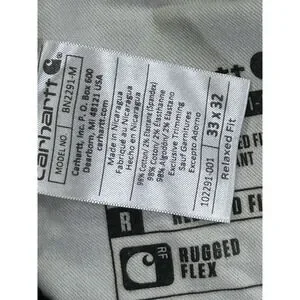 carhartt
MODEL NO. BN2291-M
Carhartt, Inc. P. O. Box 600
Dearborn, MI 48121 USA
carhartt.com
Made in Nicaragua
Fabriqué au Nicaragua
Hecho en Nicaragua
98% Cotton/ 2% Elastane (Spandex)
98% Coton/ 2% Elasthanne
98% Algodón/ 2% Elastano
Exclusive Trimming
Sauf Garnitures
Excepto Adorno
102291-001
33 x 32
Relaxed Fit
R
RF
RUGGED
FLEX